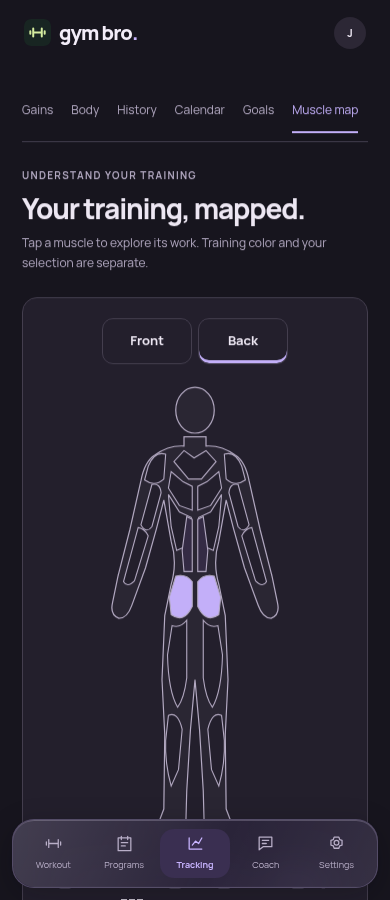 gym bro.
J
Gains Body History Calendar Goals Muscle map
UNDERSTAND YOUR TRAINING
Your training, mapped.
Tap a muscle to explore its work. Training color and your
selection are separate.
Front Back
Workout Programs Tracking Coach Settings